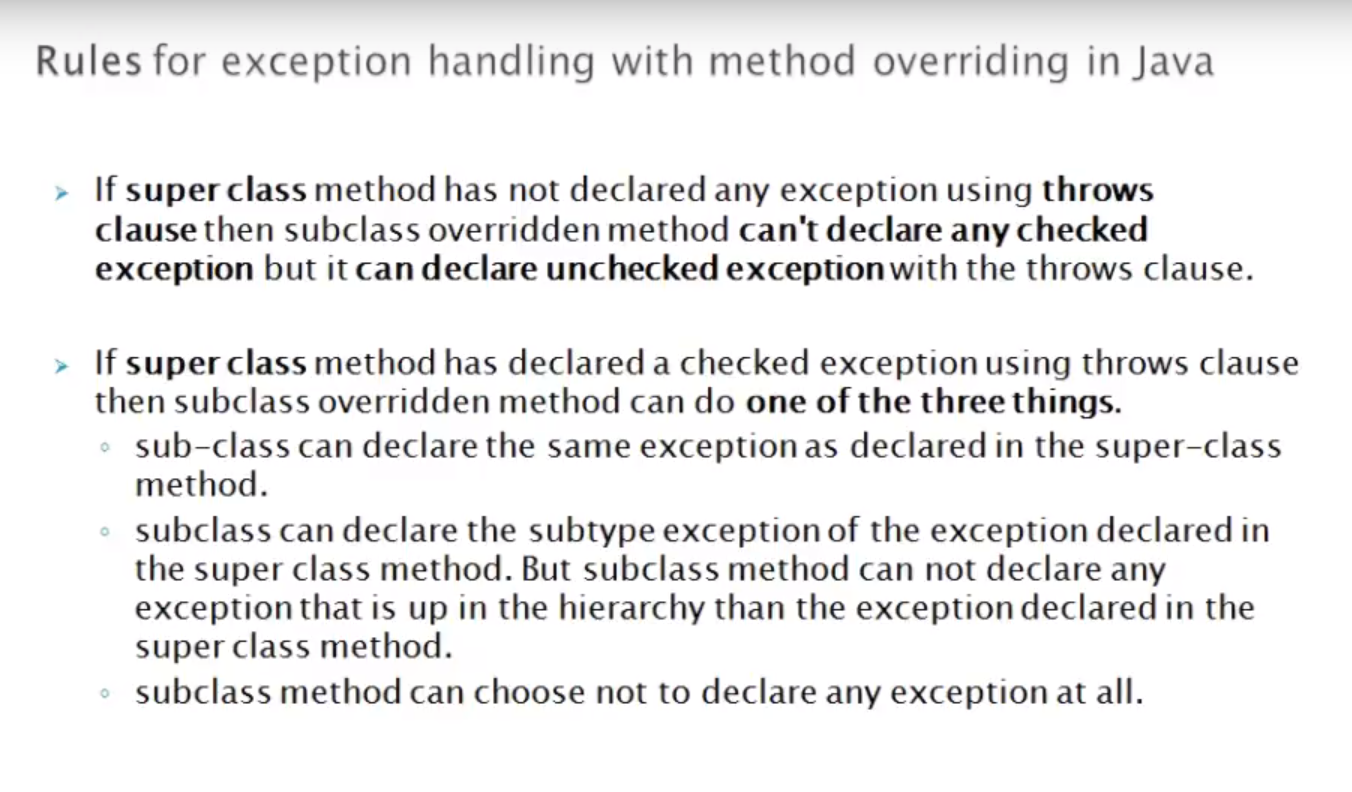 Rules for exception handling with method overriding in Java
If super class method has not declared any exception using throws
clause then subclass overridden method can't declare any checked
exception but it can declare unchecked exception with the throws clause.
If super class method has declared a checked exception using throws clause
then subclass overridden method can do one of the three things.
sub-class can declare the same exception as declared in the super-class
method.
subclass can declare the subtype exception of the exception declared in
the super class method. But subclass method can not declare any
exception that is up in the hierarchy than the exception declared in the
super class method.
subclass method can choose not to declare any exception at all.